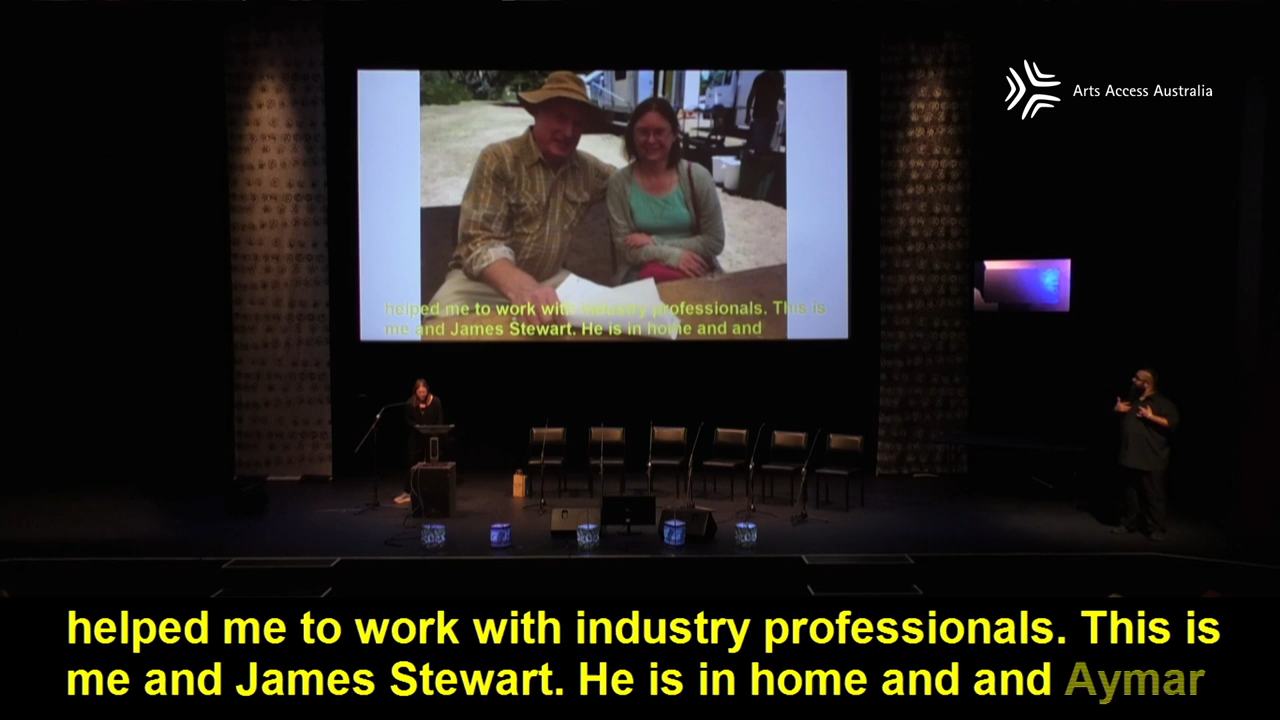 Arts Access Australia
helped me to work with industry professionals. This is
me and James Stewart. He is in home and and
helped me to work with industry professionals. This is
me and James Stewart. He is in home and and Aymar